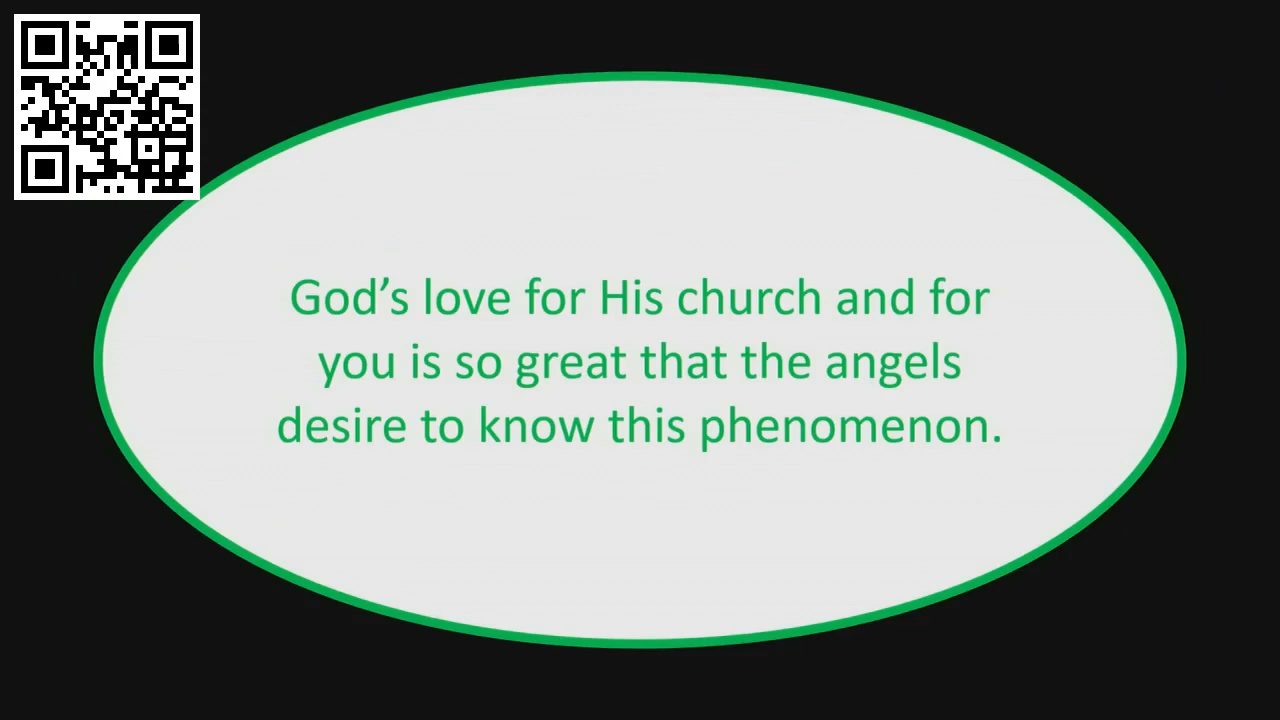 God’s love for His church and for
you is so great that the angels
desire to know this phenomenon.